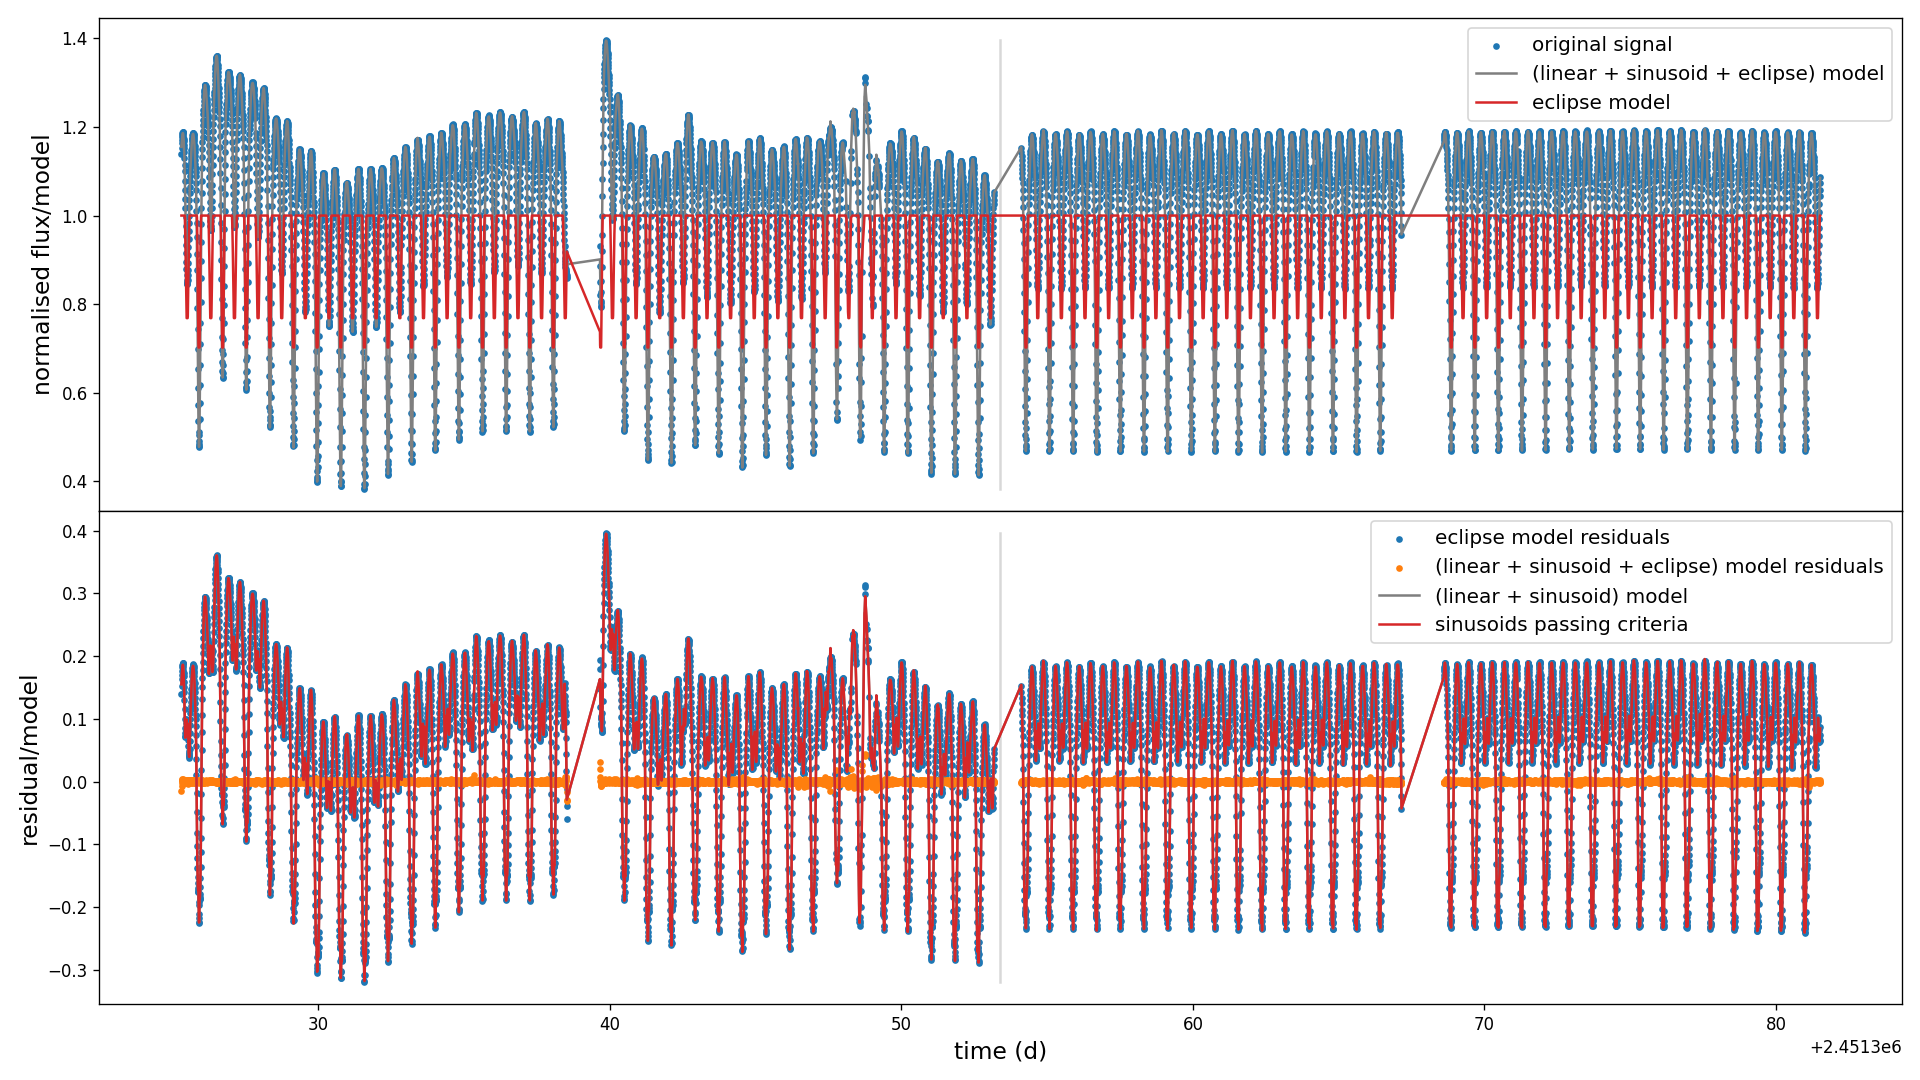 normalised flux/model
1.4
1.2
1.0
0.8
0.6
0.4
original signal
(linear + sinusoid + eclipse) model
eclipse model
residual/model
0.4
0.3
0.2
0.1
0.0
−0.1
−0.2
−0.3
eclipse model residuals
(linear + sinusoid + eclipse) model residuals
(linear + sinusoid) model
sinusoids passing criteria
30 40 50 60 70 80
time (d)
+2.4513e6